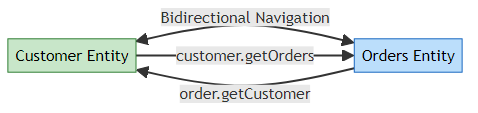 Bidirectional Navigation
Customer Entity
customer.getOrders
Orders Entity
order.getCustomer